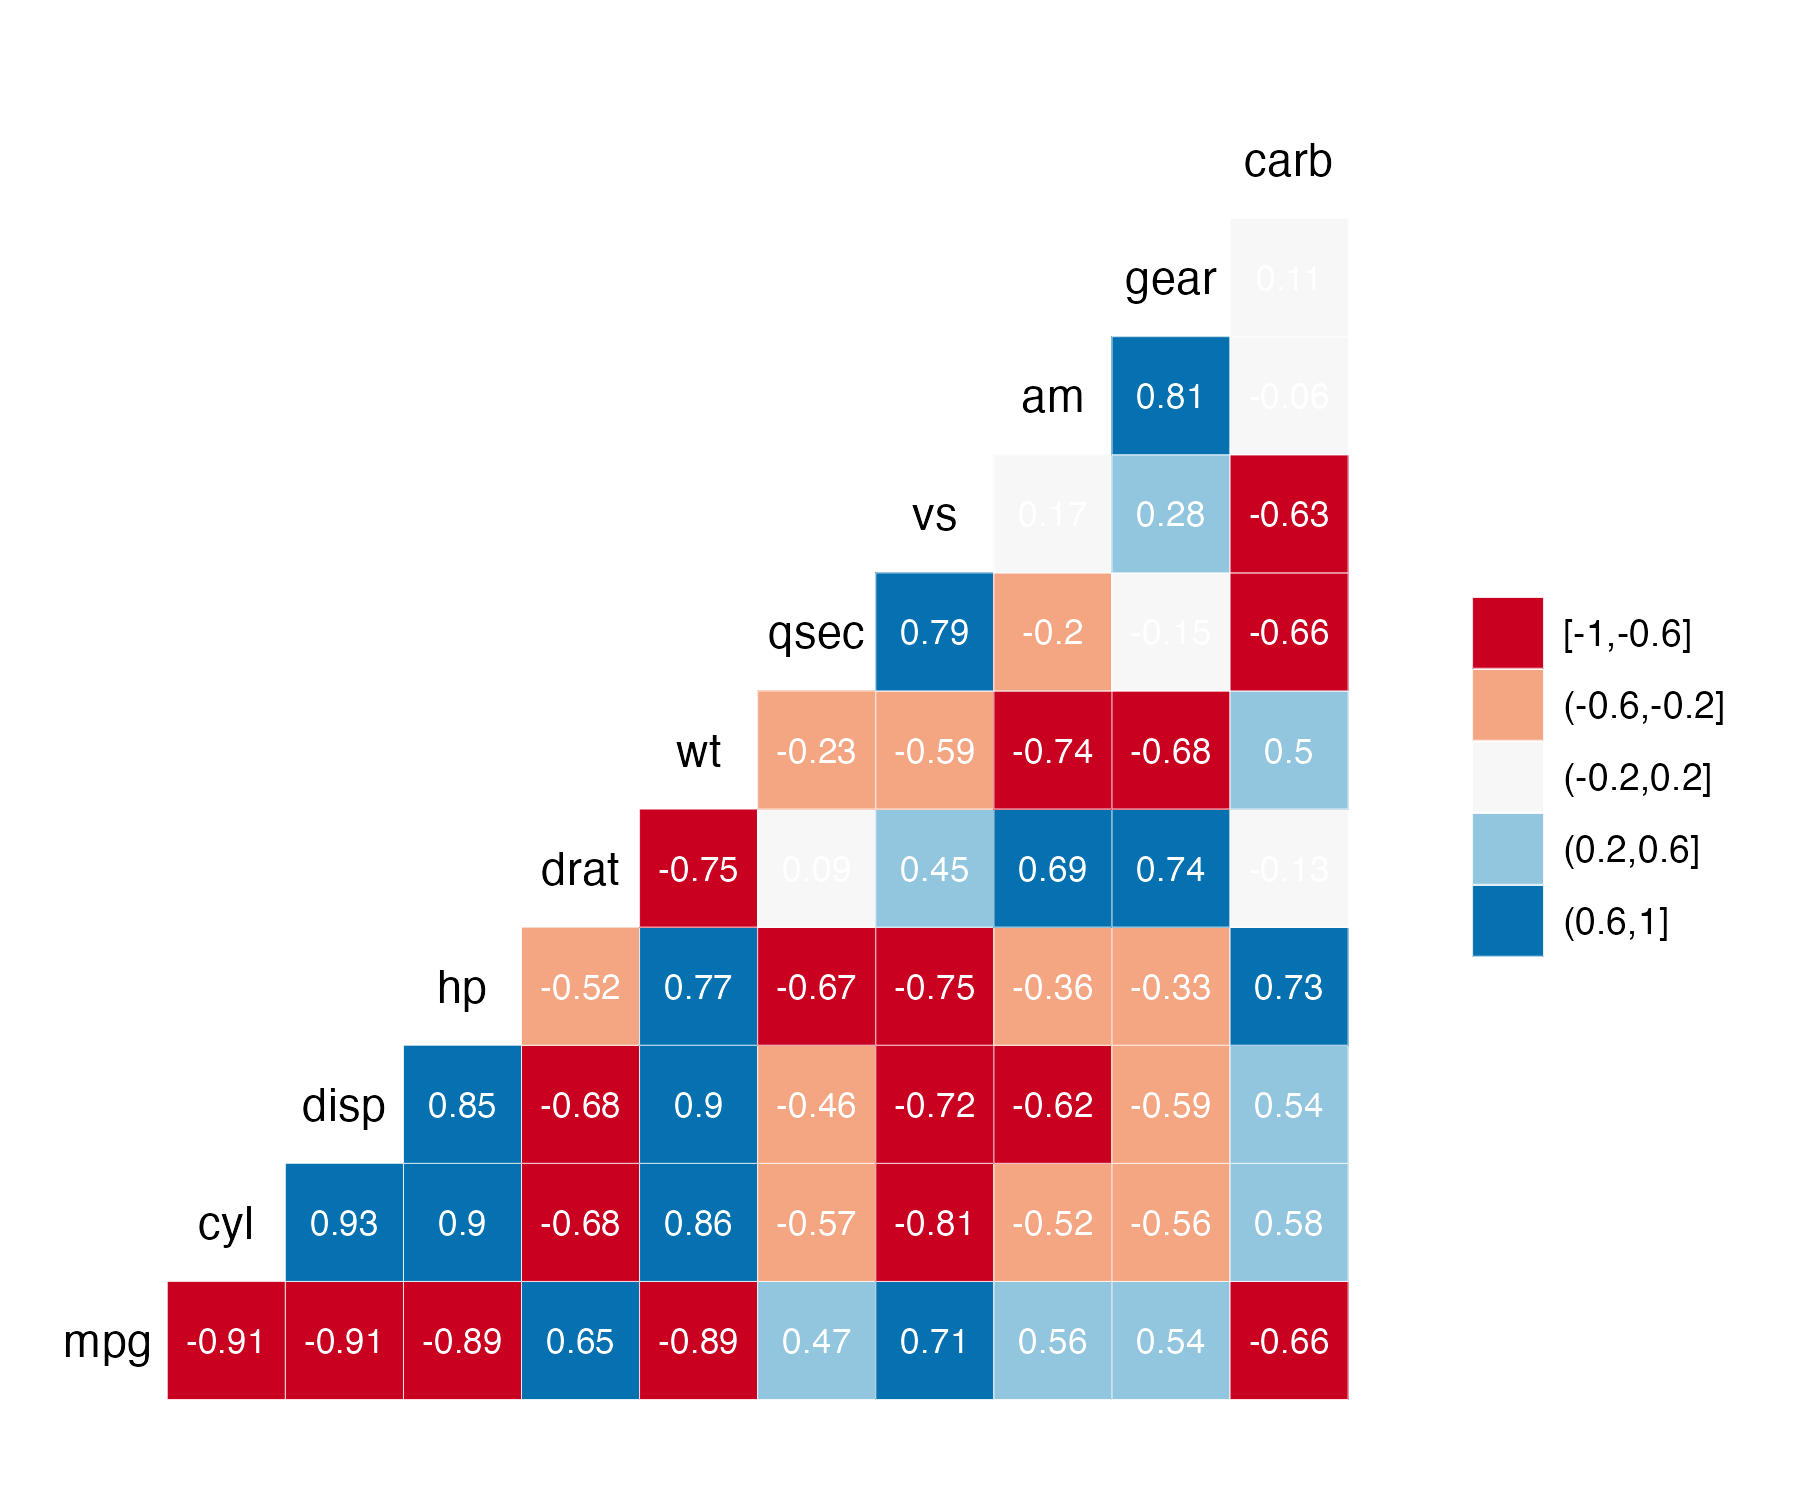 carb
gear 0.11
am 0.81 -0.06
vs 0.17 0.28 -0.63
qsec 0.79 -0.2 -0.15 -0.66
wt -0.23 -0.59 -0.74 -0.68 0.5
drat -0.75 0.09 0.45 0.69 0.74 -0.13
hp -0.52 0.77 -0.67 -0.75 -0.36 -0.33 0.73
disp 0.85 -0.68 0.9 -0.46 -0.72 -0.62 -0.59 0.54
cyl 0.93 0.9 -0.68 0.86 -0.57 -0.81 -0.52 -0.56 0.58
mpg -0.91 -0.91 -0.89 0.65 -0.89 0.47 0.71 0.56 0.54 -0.66
[-1,-0.6]
(-0.6,-0.2]
(-0.2,0.2]
(0.2,0.6]
(0.6,1]